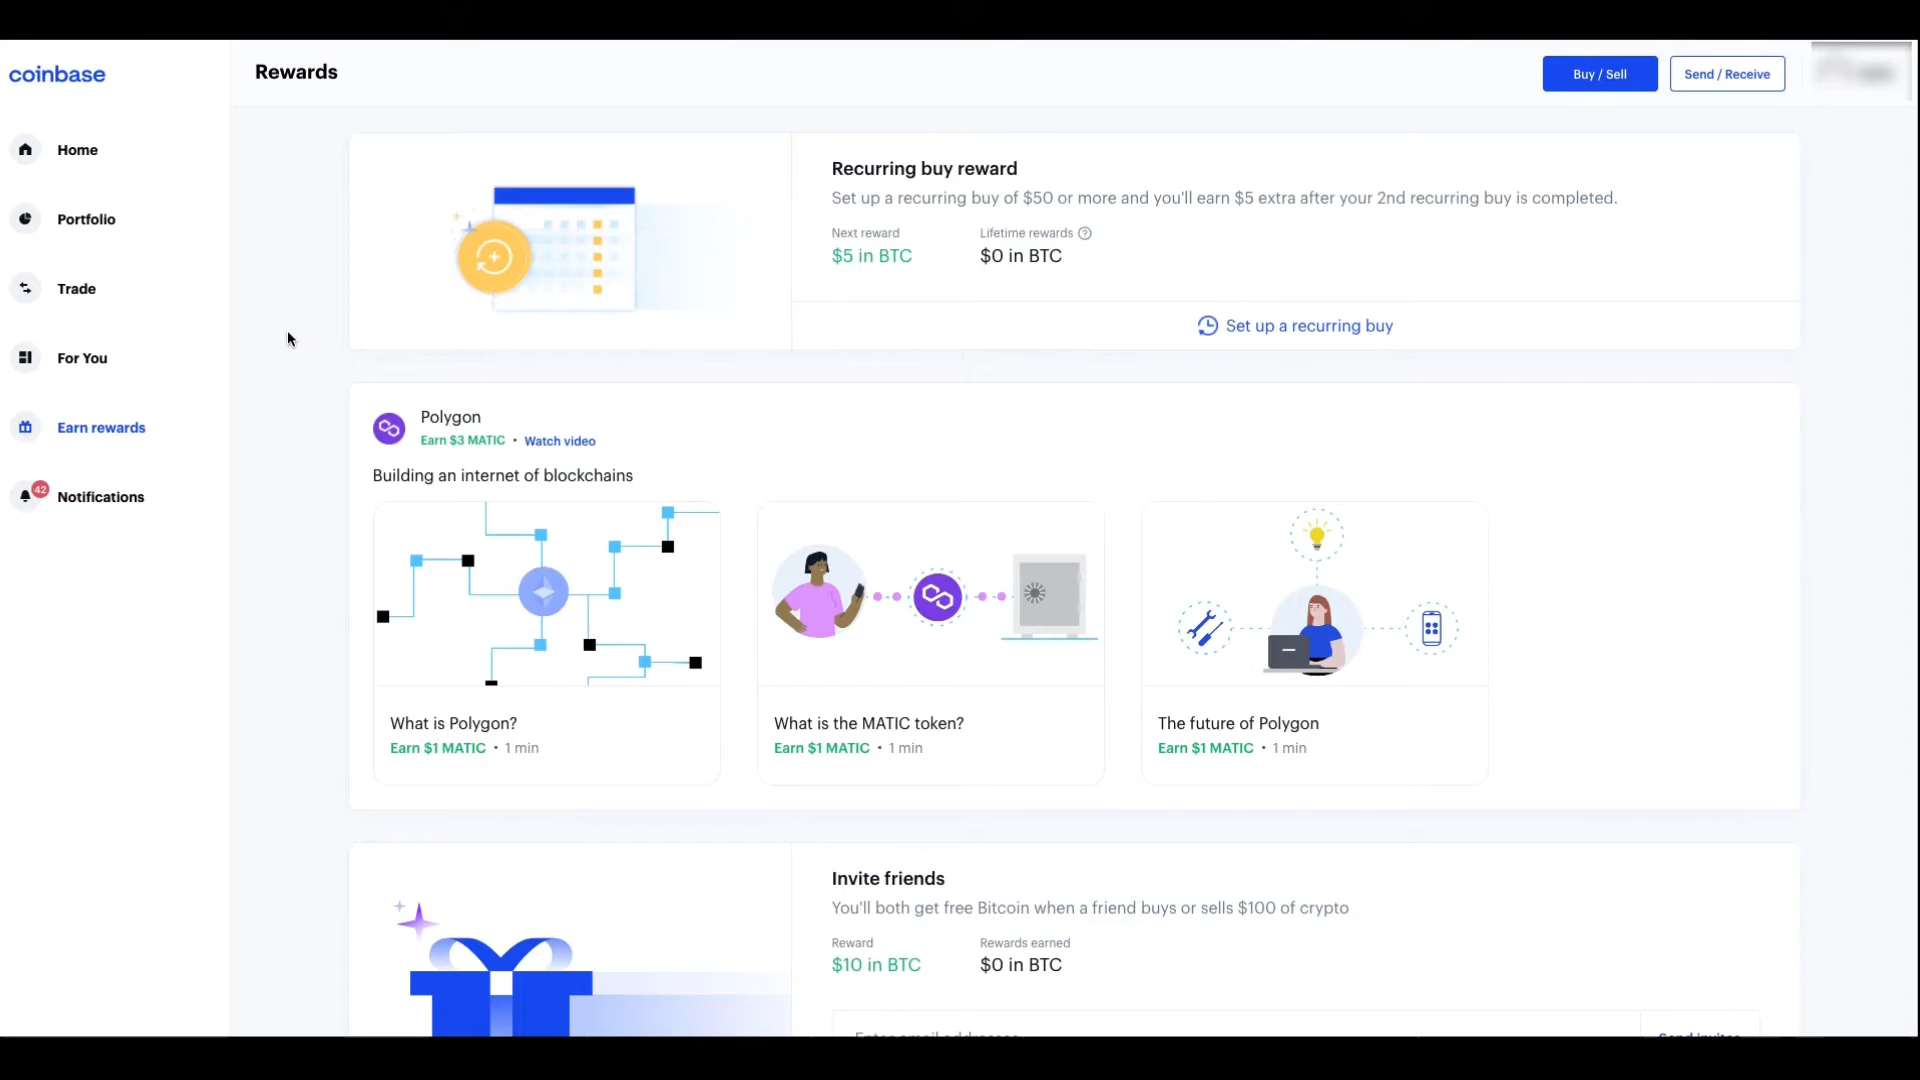 coinbase
Rewards
Buy / Sell
Send / Receive
Home
Portfolio
Trade
For You
Earn rewards
42
Notifications
Recurring buy reward
Set up a recurring buy of $50 or more and you'll earn $5 extra after your 2nd recurring buy is completed.
Next reward
Lifetime rewards
$5 in BTC
$0 in BTC
Set up a recurring buy
Polygon
Earn $3 MATIC • Watch video
Building an internet of blockchains
What is Polygon?
Earn $1 MATIC • 1 min
What is the MATIC token?
Earn $1 MATIC • 1 min
The future of Polygon
Earn $1 MATIC • 1 min
Invite friends
You'll both get free Bitcoin when a friend buys or sells $100 of crypto
Reward
Rewards earned
$10 in BTC
$0 in BTC